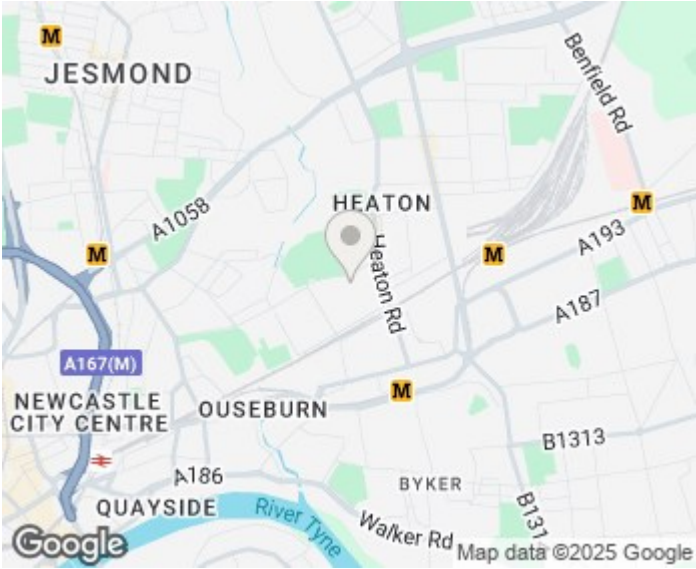 M
JESMOND
Benfield Rd
HEATON
M
A1058
M
M
A193
Heaton Rd
A187
A167(M)
M
NEWCASTLE
CITY CENTRE
OUSEBURN
B1313
A186
BYKER
QUAYSIDE
River Tyne
Walker Rd
B131
Google
Map data ©2025 Google